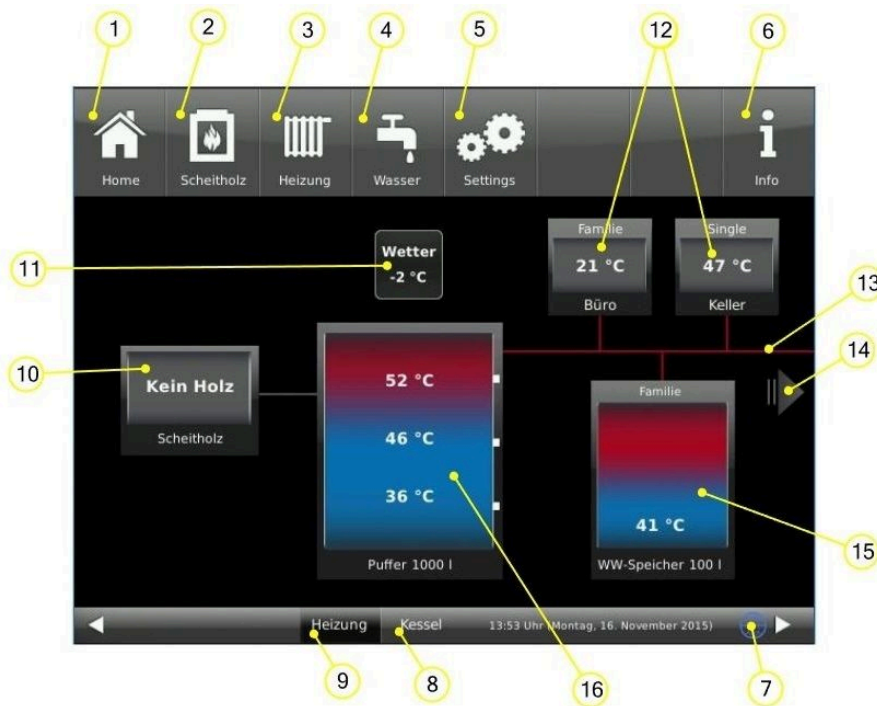 1
2
3
4
5
12
6
Home
Scheitholz
Heizung
Wasser
Settings
Info
11
Wetter
-2 °C
Familie
21 °C
Büro
Single
47 °C
Keller
13
14
10
Kein Holz
Scheitholz
52 °C
46 °C
36 °C
Puffer 1000 l
Familie
41 °C
WW-Speicher 100 l
15
Heizung
Kessel
13:53 Uhr (Montag, 16. November 2015)
9
8
16
7